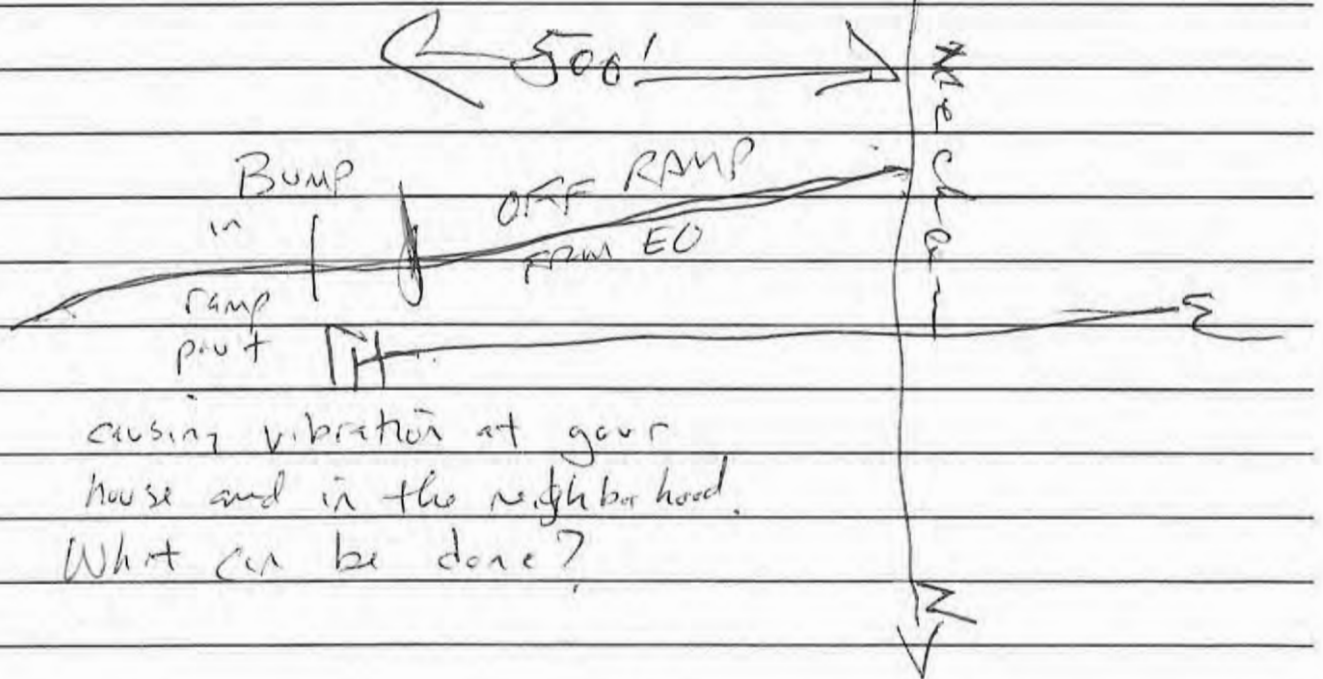 500'
Bump
in
ramp
OFF RAMP
from EO
causing vibration at your
house and in the neighborhood.
What can be done?